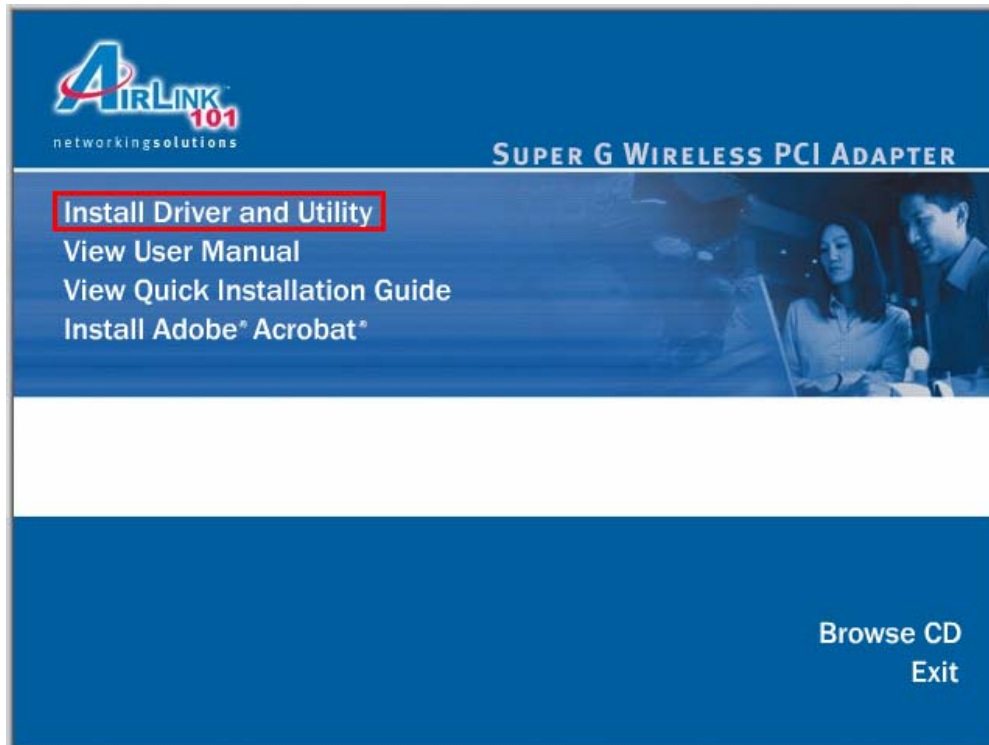 AIRLINK
101
networkingsolutions
SUPER G WIRELESS PCI ADAPTER
Install Driver and Utility
View User Manual
View Quick Installation Guide
Install Adobe® Acrobat®
Browse CD
Exit